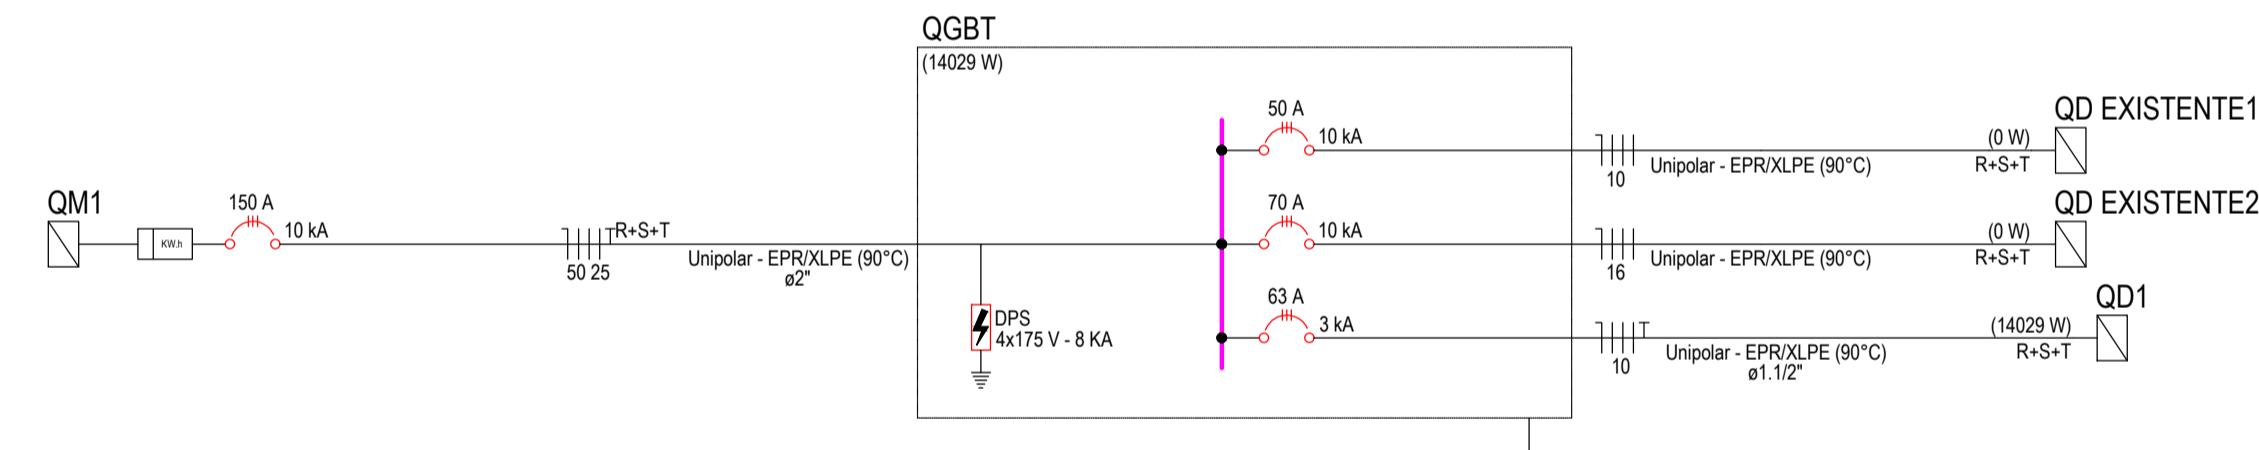 QGBT
(14029 W)
50 A
10 kA
QD EXISTENTE1
(0 W)
10
Unipolar - EPR/XLPE (90°C)
R+S+T
QM1
KW.h
150 A
10 kA
R+S+T
50 25
Unipolar - EPR/XLPE (90°C)
ø2"
70 A
10 kA
QD EXISTENTE2
(0 W)
16
Unipolar - EPR/XLPE (90°C)
R+S+T
DPS
4x175 V - 8 KA
63 A
3 kA
QD1
(14029 W)
10
Unipolar - EPR/XLPE (90°C)
ø1.1/2"
R+S+T